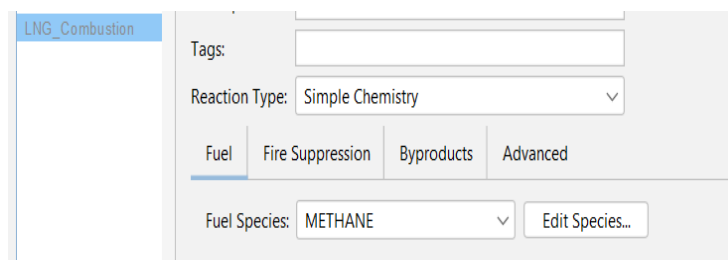 LNG_Combustion
Tags:
Reaction Type: Simple Chemistry
Fuel Fire Suppression Byproducts Advanced
Fuel Species: METHANE Edit Species...